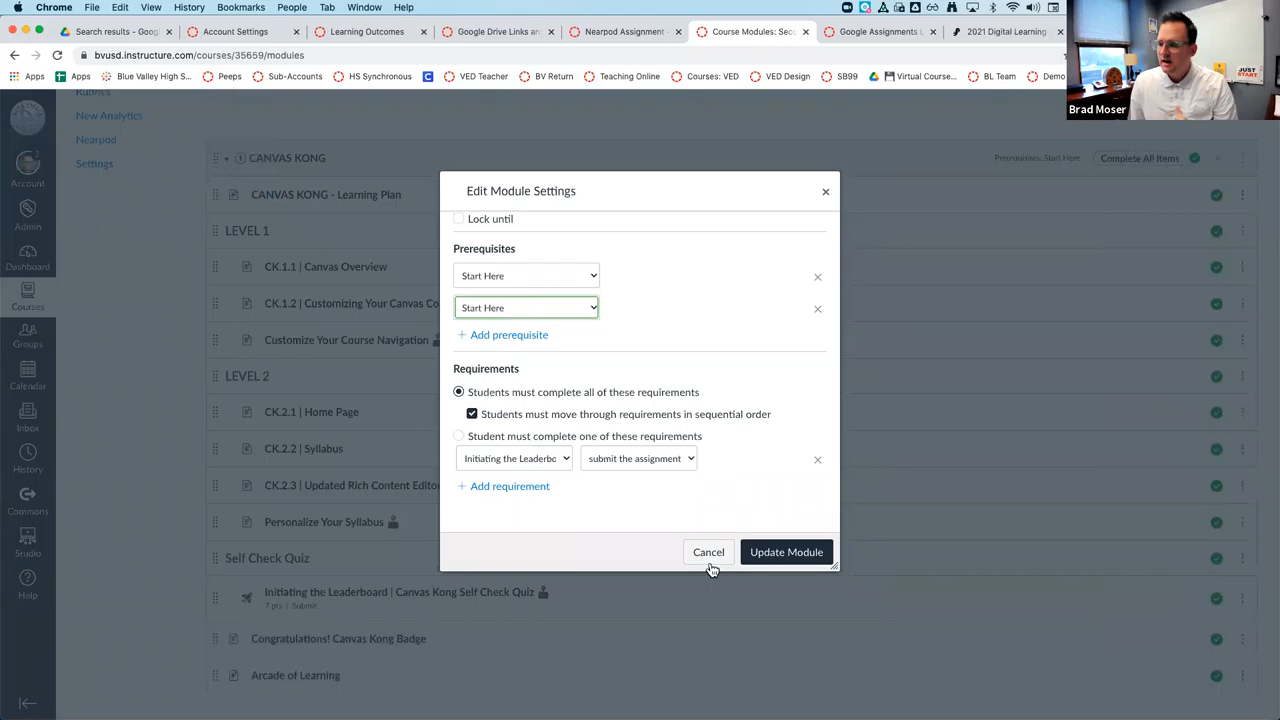 Chrome File Edit View History Bookmarks People Tab Window Help
Search results - Goog
Account Settings
Learning Outcomes
Google Drive Links an
Nearpod Assignment
Course Modules: Seco
Google Assignments L
2021 Digital Learning
bvusd.instructure.com/courses/35659/modules
Apps
Apps
Blue Valley High S...
Peeps
Sub-Accounts
HS Synchronous
VED Teacher
BV Return
Teaching Online
Courses: VED
VED Design
SB99
Virtual Course...
BL Team
Demo
JUST
START
Brad Moser
Rubrics
New Analytics
Nearpod
Settings
Account
Admin
Dashboard
Courses
Groups
Calendar
Inbox
History
Commons
Studio
Help
CANVAS KONG
Prerequisites: Start Here
Complete All Items
CANVAS KONG - Learning Plan
LEVEL 1
CK.1.1 | Canvas Overview
CK.1.2 | Customizing Your Canvas Co
Customize Your Course Navigation
LEVEL 2
CK.2.1 | Home Page
CK.2.2 | Syllabus
CK.2.3 | Updated Rich Content Editor
Personalize Your Syllabus
Self Check Quiz
Initiating the Leaderboard | Canvas Kong Self Check Quiz
7 pts | Submit
Congratulations! Canvas Kong Badge
Arcade of Learning
Edit Module Settings
Lock until
Prerequisites
Start Here
Start Here
+ Add prerequisite
Requirements
Students must complete all of these requirements
Students must move through requirements in sequential order
Student must complete one of these requirements
Initiating the Leaderbo submit the assignment
+ Add requirement
Cancel Update Module